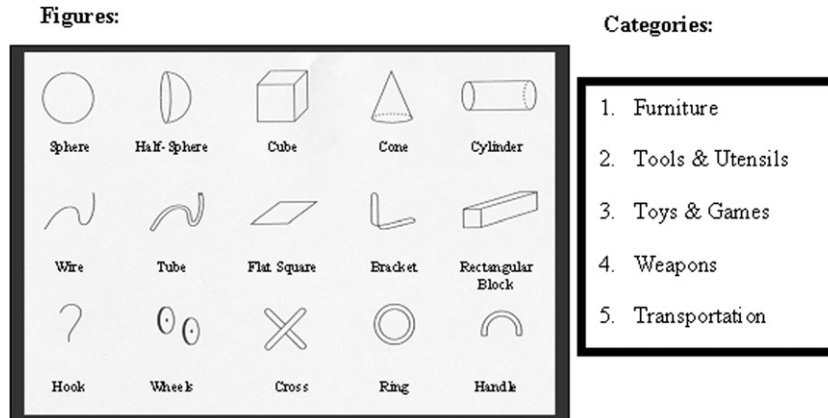 Figures:
Categories:
Sphere Half-Sphere Cube Cone Cylinder
Wire Tube Flat Square Bracket Rectangular
Block
Hook Wheels Cross Ring Handle
1. Furniture
2. Tools & Utensils
3. Toys & Games
4. Weapons
5. Transportation